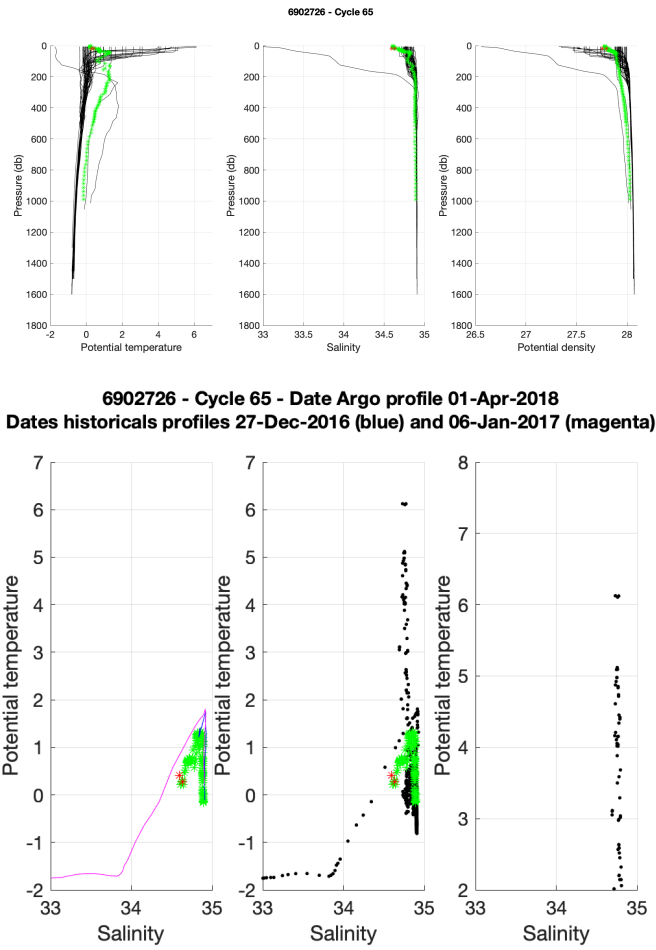 6902726 - Cycle 65
0
200
400
600
800
1000
1200
1400
1600
1800
Pressure (db)
-2 0 2 4 6
Potential temperature
0
200
400
600
800
1000
1200
1400
1600
1800
Pressure (db)
33 33.5 34 34.5 35
Salinity
0
200
400
600
800
1000
1200
1400
1600
1800
Pressure (db)
26.5 27 27.5 28
Potential density
6902726 - Cycle 65 - Date Argo profile 01-Apr-2018
Dates historicals profiles 27-Dec-2016 (blue) and 06-Jan-2017 (magenta)
7
6
5
4
3
2
1
0
-1
-2
Potential temperature
33 34 35
Salinity
7
6
5
4
3
2
1
0
-1
-2
Potential temperature
33 34 35
Salinity
8
7
6
5
4
3
2
Potential temperature
33 34 35
Salinity